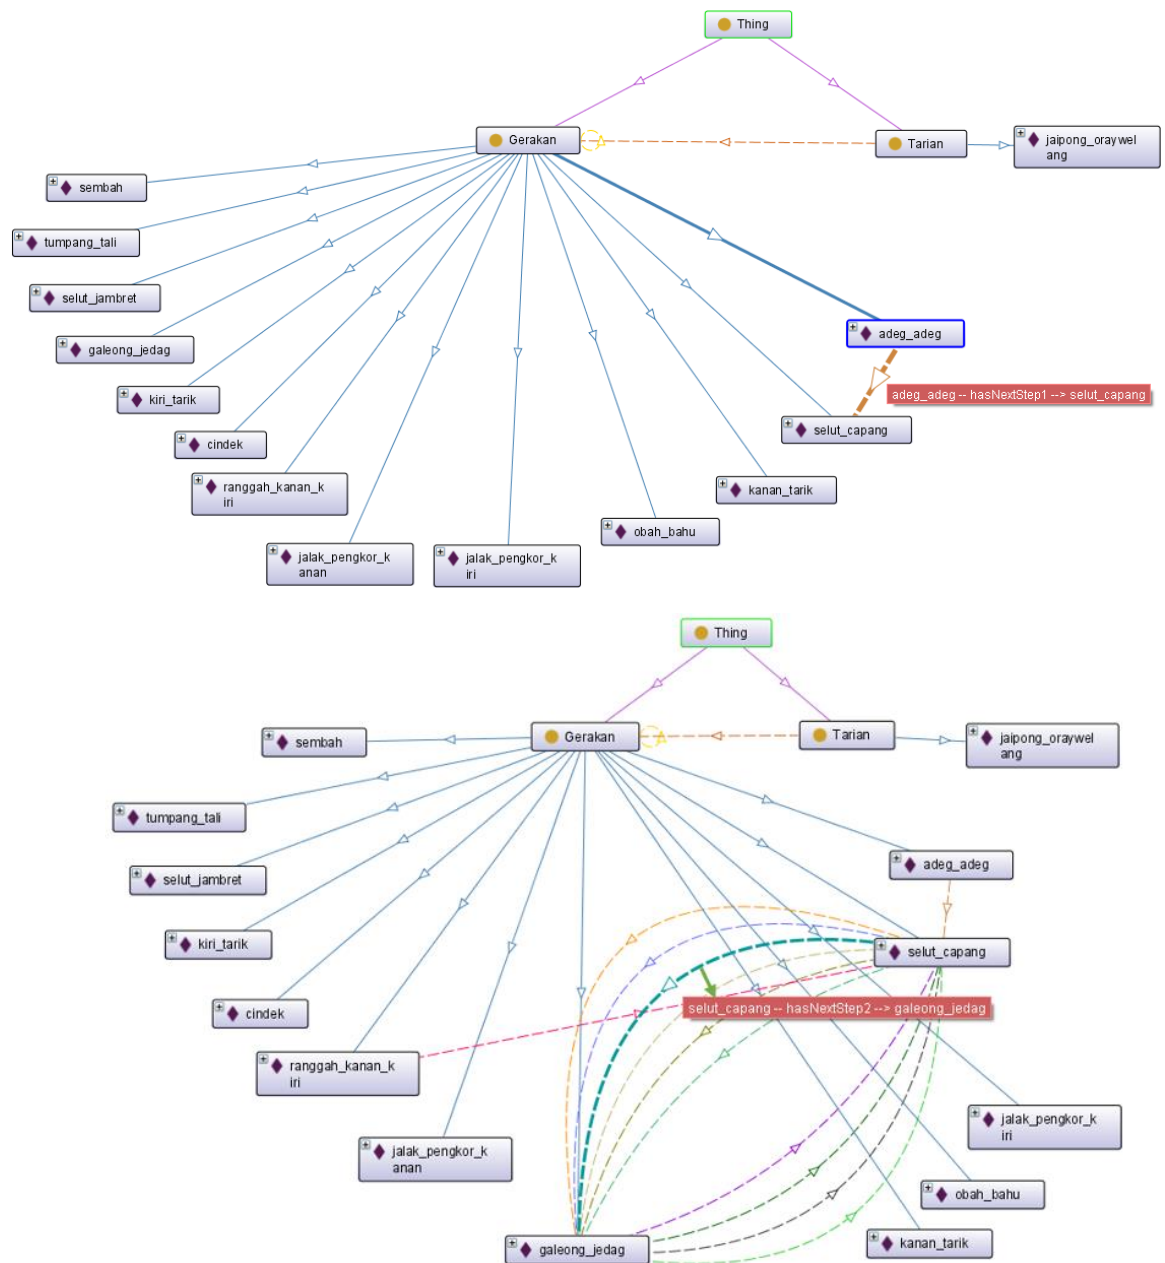 Thing
Gerakan
Tarian
jaipong_oraywel
ang
sembah
tumpang_tali
selut_jambret
galeong_jedag
kiri_tarik
cindek
ranggah_kanan_k
iri
jalak_pengkor_k
anan
jalak_pengkor_k
iri
obah_bahu
kanan_tarik
selut_capang
adeg_adeg
adeg_adeg -- hasNextStep1 --> selut_capang
Thing
Gerakan
Tarian
jaipong_oraywel
ang
sembah
tumpang_tali
selut_jambret
kiri_tarik
cindek
ranggah_kanan_k
iri
jalak_pengkor_k
anan
galeong_jedag
adeg_adeg
selut_capang
selut_capang -- hasNextStep2 --> galeong_jedag
jalak_pengkor_k
iri
obah_bahu
kanan_tarik